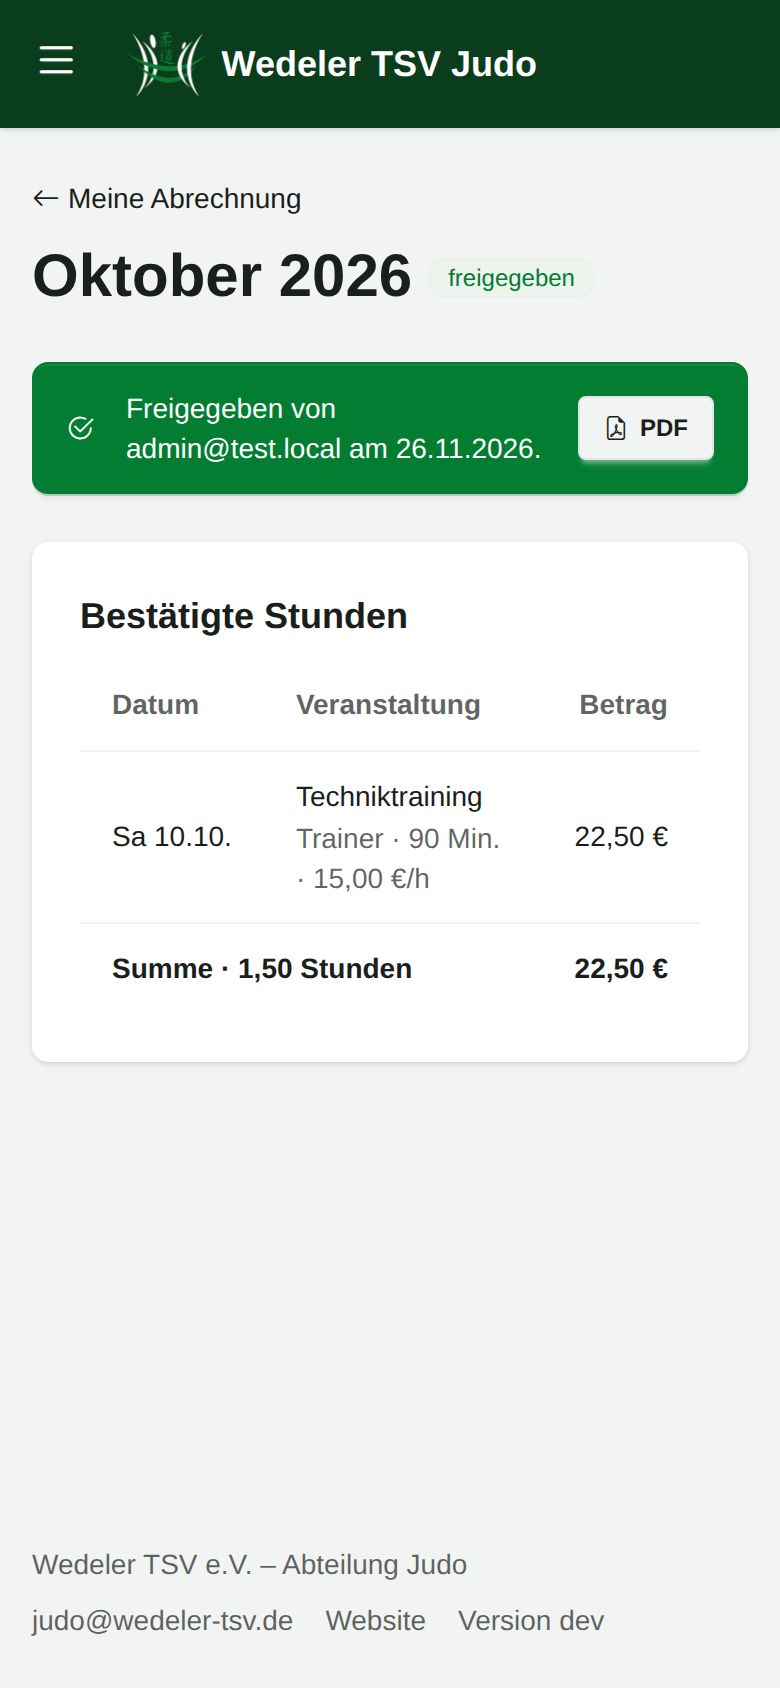 柔道
Wedeler TSV Judo
← Meine Abrechnung
Oktober 2026 freigegeben
Freigegeben von
admin@test.local am 26.11.2026.
PDF
Bestätigte Stunden
Datum Veranstaltung Betrag
Techniktraining
Sa 10.10. Trainer · 90 Min. 22,50 €
· 15,00 €/h
Summe · 1,50 Stunden 22,50 €
Wedeler TSV e.V. – Abteilung Judo
judo@wedeler-tsv.de Website Version dev